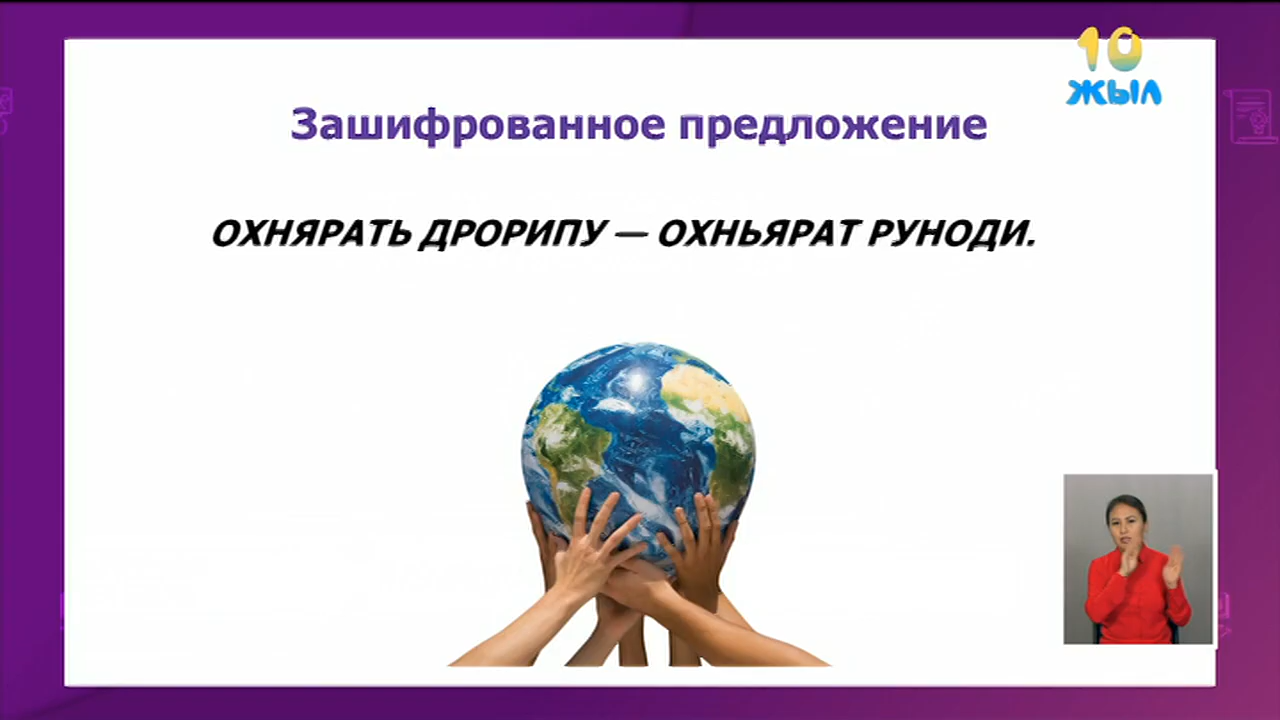 10
ЖЫЛ
Зашифрованное предложение
ОХНЯРАТЬ ДРОРИПУ — ОХНЬЯРАТ РУНОДИ.